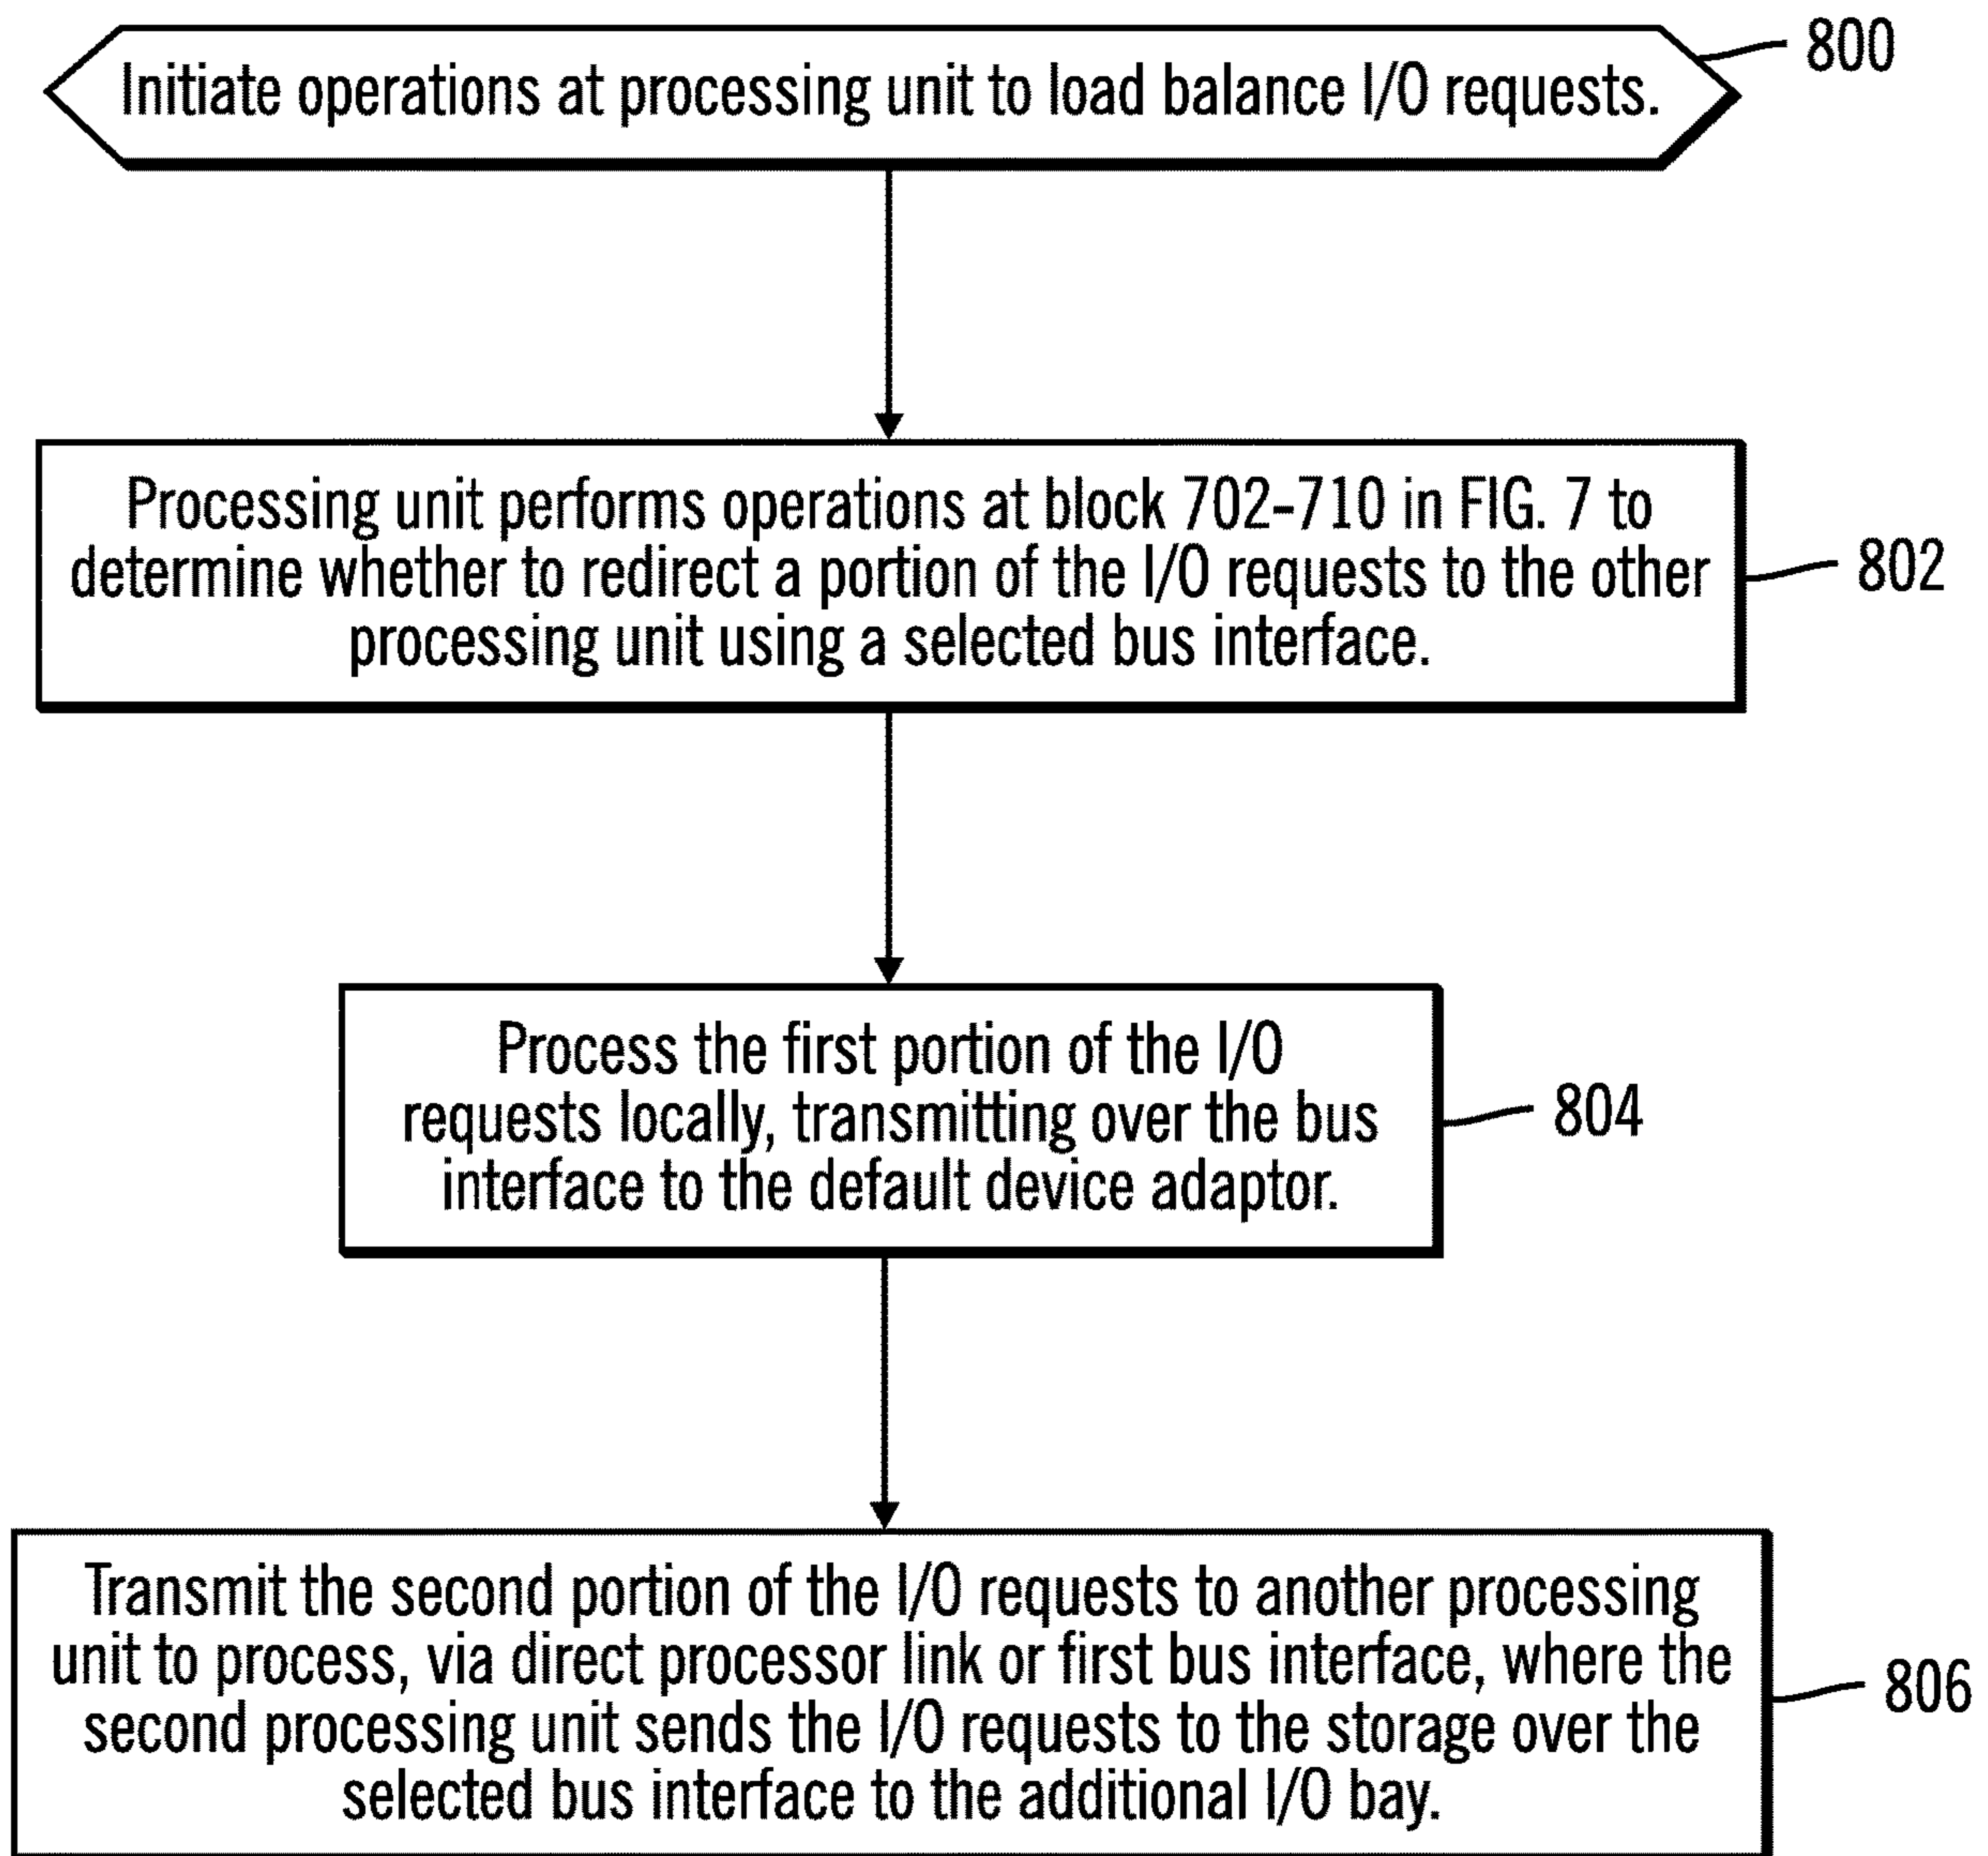 Initiate operations at processing unit to load balance I/O requests.
800
Processing unit performs operations at block 702-710 in FIG. 7 to
determine whether to redirect a portion of the I/O requests to the other
processing unit using a selected bus interface.
802
Process the first portion of the I/O
requests locally, transmitting over the bus
interface to the default device adaptor.
804
Transmit the second portion of the I/O requests to another processing
unit to process, via direct processor link or first bus interface, where the
second processing unit sends the I/O requests to the storage over the
selected bus interface to the additional I/O bay.
806